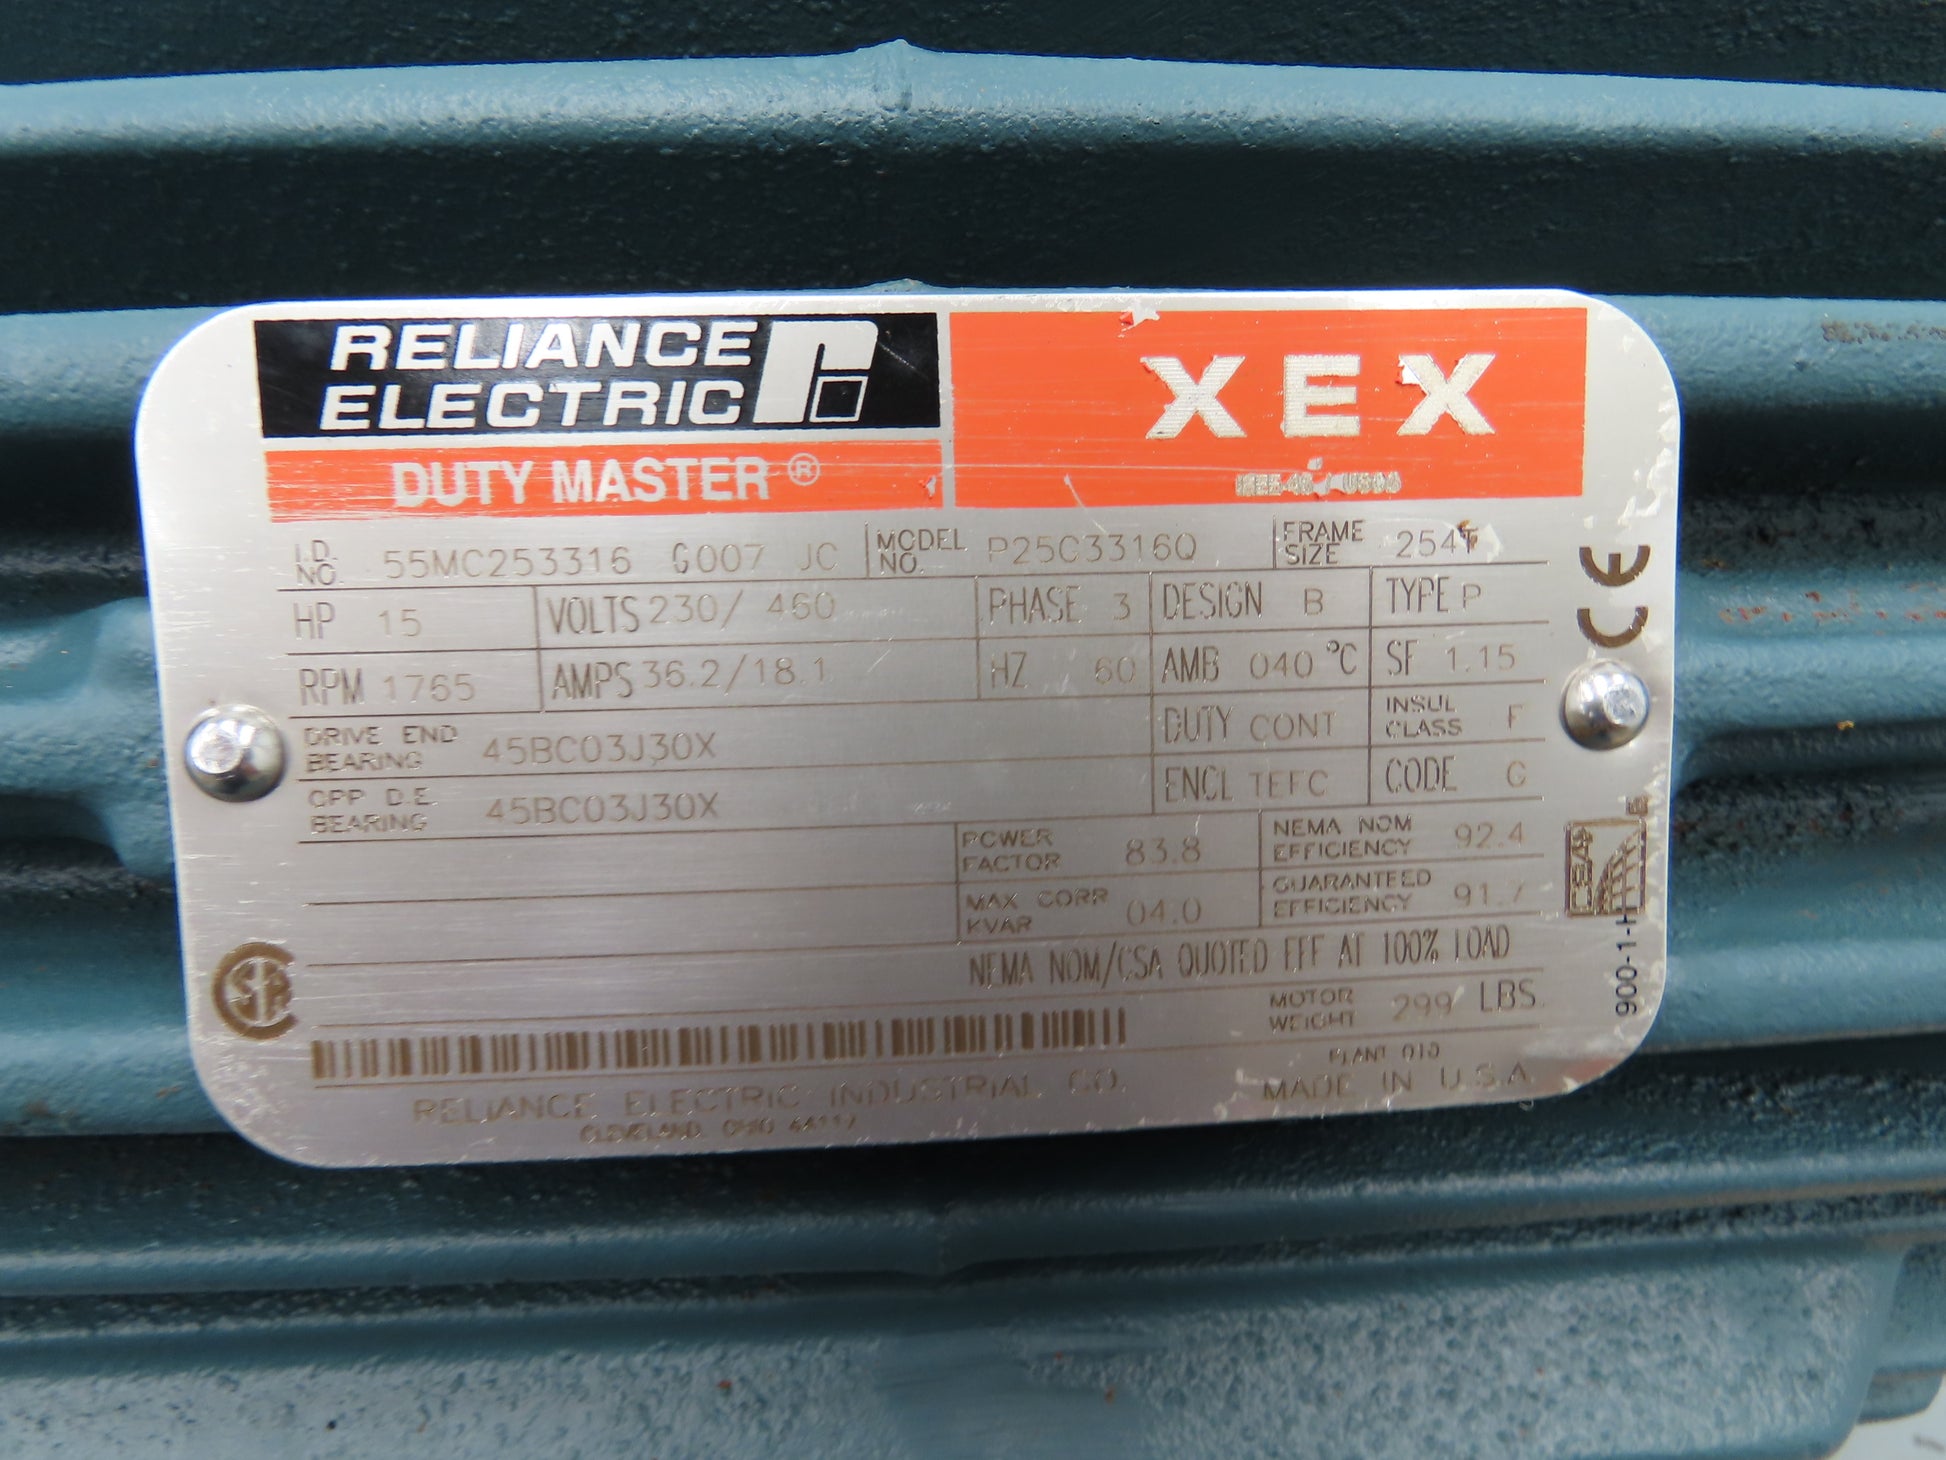 RELIANCE
ELECTRIC
DUTY MASTER®
XEX
I.D. NO. 55MC253316 G007 JC MODEL NO. P25G3316Q FRAME SIZE 254T
HP 15 VOLTS 230/ 460 PHASE 3 DESIGN B TYPE P
RPM 1765 AMPS 36.2/18.1 HZ 60 AMB 040 °C SF 1.15
DRIVE END BEARING 45BC03J30X DUTY CONT INSUL CLASS F
OPP D.E. BEARING 45BC03J30X ENCL TEFC CODE G
POWER FACTOR 83.8 NEMA NOM EFFICIENCY 92.4
MAX CORR KVAR 04.0 GUARANTEED EFFICIENCY 91.7
NEMA NOM/CSA QUOTED EFF AT 100% LOAD
MOTOR WEIGHT 299 LBS.
PLANT 010
RELIANCE ELECTRIC INDUSTRIAL CO. MADE IN U.S.A.
CLEVELAND, OHIO 44117
CE
900-1-H